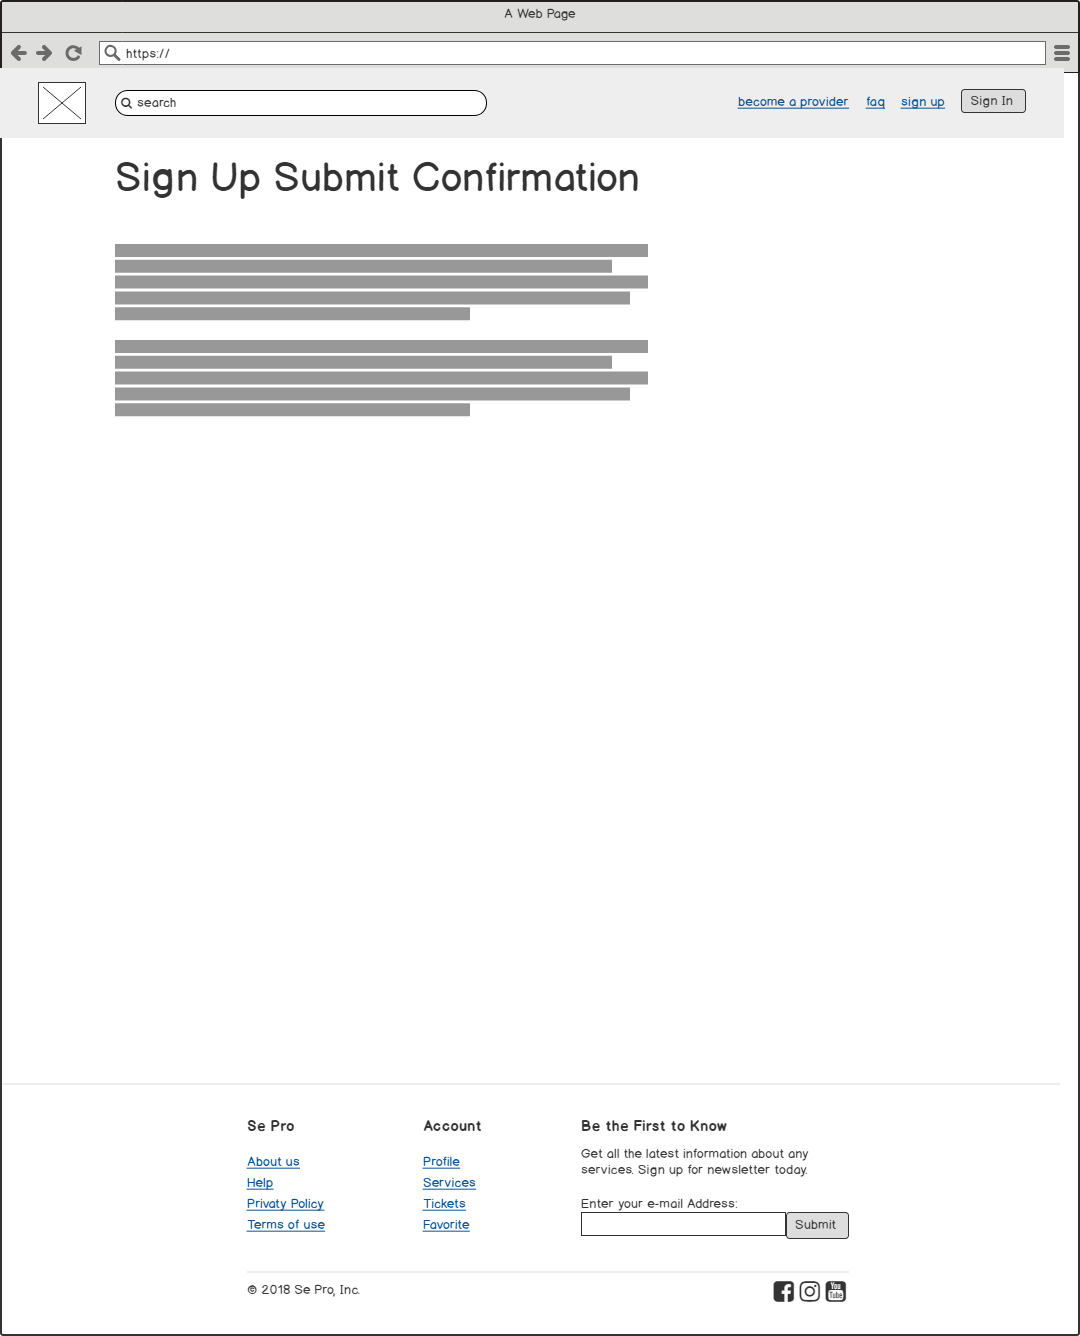 A Web Page
https://
search
become a provider faq sign up Sign In
Sign Up Submit Confirmation
Se Pro
About us
Help
Privaty Policy
Terms of use
Account
Profile
Services
Tickets
Favorite
Be the First to Know
Get all the latest information about any
services. Sign up for newsletter today.
Enter your e-mail Address:
Submit
© 2018 Se Pro, Inc.
You
Tube